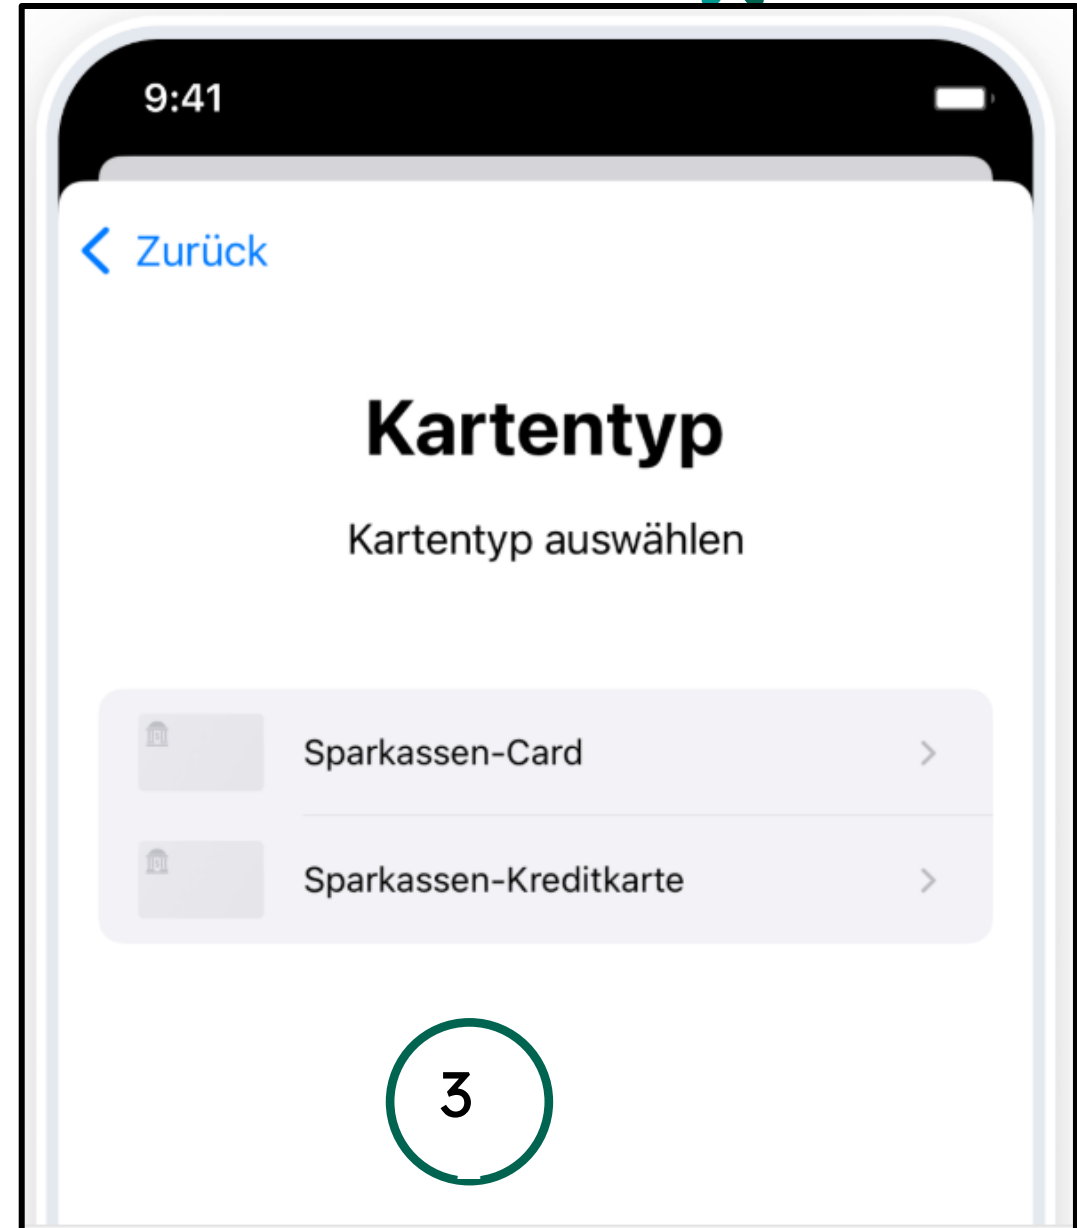 9:41
Zurück
Kartentyp
Kartentyp auswählen
Sparkassen-Card
Sparkassen-Kreditkarte
3